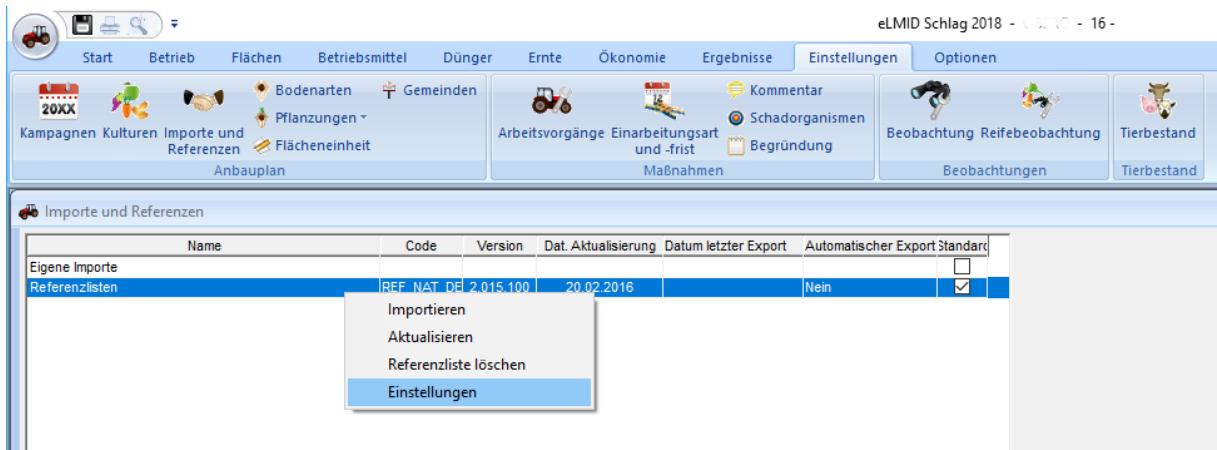 eLMID Schlag 2018 - - 16 -
Start Betrieb Flächen Betriebsmittel Dünger Ernte Ökonomie Ergebnisse Einstellungen Optionen
20XX
Kampagnen Kulturen Importe und Referenzen
Bodenarten
Pflanzungen
Flächeneinheit
Gemeinden
Anbauplan
12
Arbeitsvorgänge Einarbeitungsart und -frist
Kommentar
Schadorganismen
Begründung
Maßnahmen
Beobachtung Reifebeobachtung
Beobachtungen
Tierbestand
Tierbestand
Importe und Referenzen
Name Code Version Dat. Aktualisierung Datum letzter Export Automatischer Export Standard
Eigene Importe
Referenzlisten REF_NAT_DE 2.015.100 20.02.2016 Nein
Importieren
Aktualisieren
Referenzliste löschen
Einstellungen